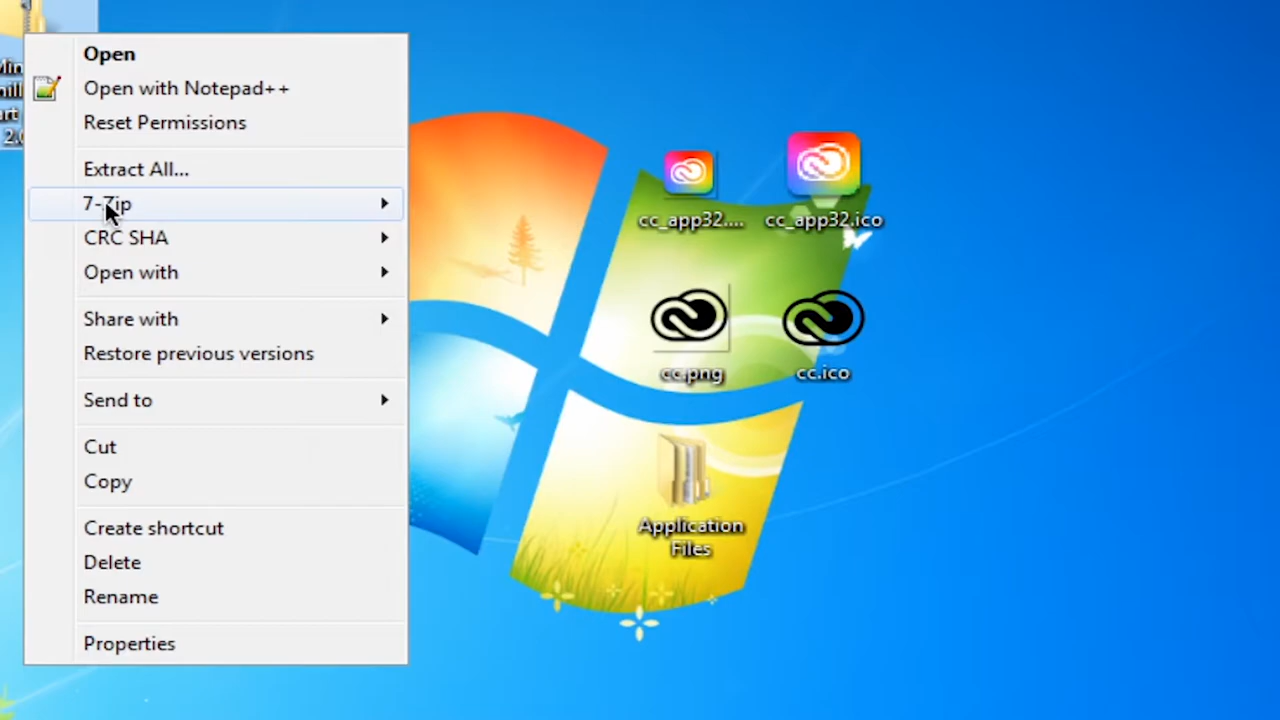 Open
Open with Notepad++
Reset Permissions
Extract All...
7-Zip
CRC SHA
Open with
Share with
Restore previous versions
Send to
Cut
Copy
Create shortcut
Delete
Rename
Properties
cc_app32....
cc_app32.ico
cc.png
cc.ico
Application
Files